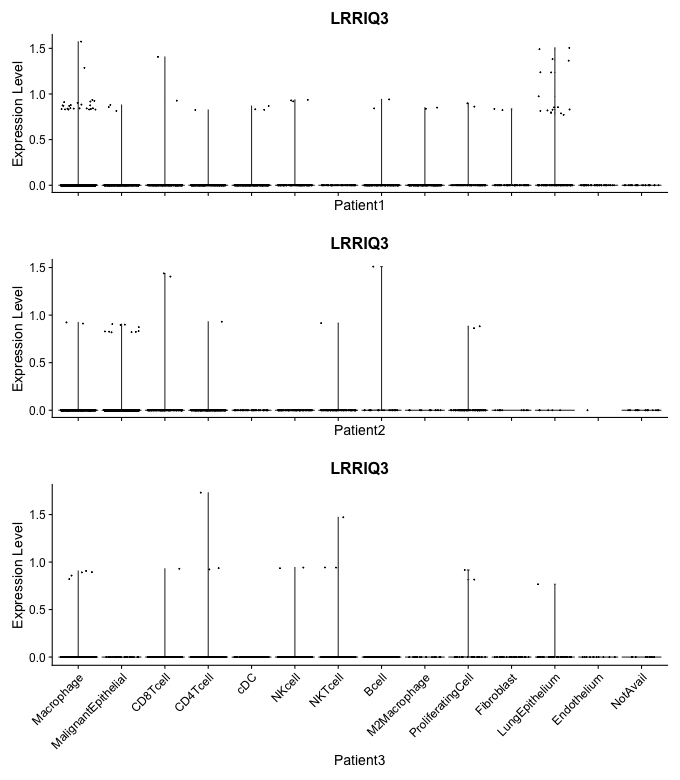 LRRIQ3
Expression Level
1.5
1.0
0.5
0.0
Patient1
LRRIQ3
Expression Level
1.5
1.0
0.5
0.0
Patient2
LRRIQ3
Expression Level
1.5
1.0
0.5
0.0
Macrophage
MalignantEpithelial
CD8Tcell
CD4Tcell
cDC
NKcell
NKTcell
Bcell
M2Macrophage
ProliferatingCell
Fibroblast
LungEpithelium
Endothelium
NotAvail
Patient3